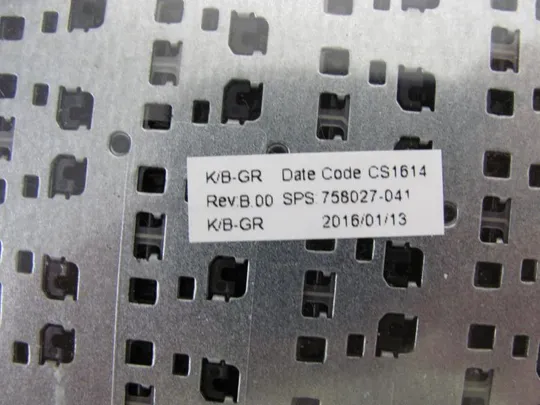 K/B-GR Date Code CS1614
Rev:B.00 SPS:758027-041
K/B-GR 2016/01/13